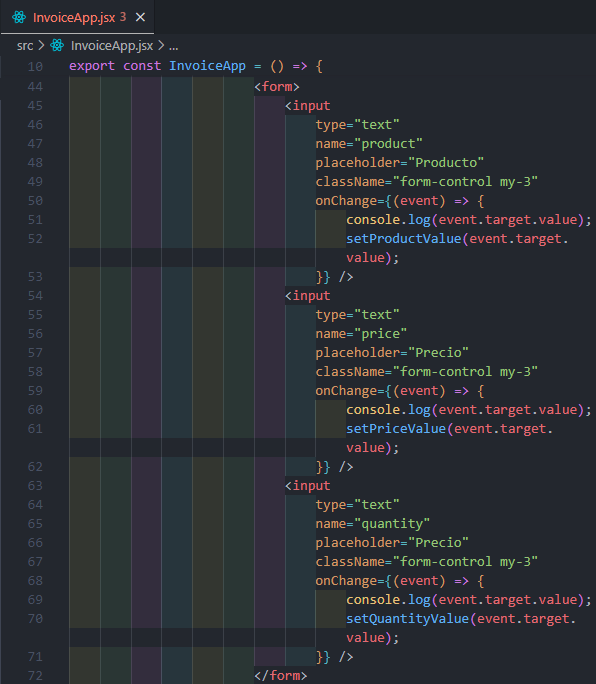 InvoiceApp.jsx 3 ×
src > InvoiceApp.jsx > ...
10 export const InvoiceApp = () => {
44 <form>
45 <input
46 type="text"
47 name="product"
48 placeholder="Producto"
49 className="form-control my-3"
50 onChange={(event) => {
51 console.log(event.target.value);
52 setProductValue(event.target.
value);
53 }} />
54 <input
55 type="text"
56 name="price"
57 placeholder="Precio"
58 className="form-control my-3"
59 onChange={(event) => {
60 console.log(event.target.value);
61 setPriceValue(event.target.
value);
62 }} />
63 <input
64 type="text"
65 name="quantity"
66 placeholder="Precio"
67 className="form-control my-3"
68 onChange={(event) => {
69 console.log(event.target.value);
70 setQuantityValue(event.target.
value);
71 }} />
72 </form>